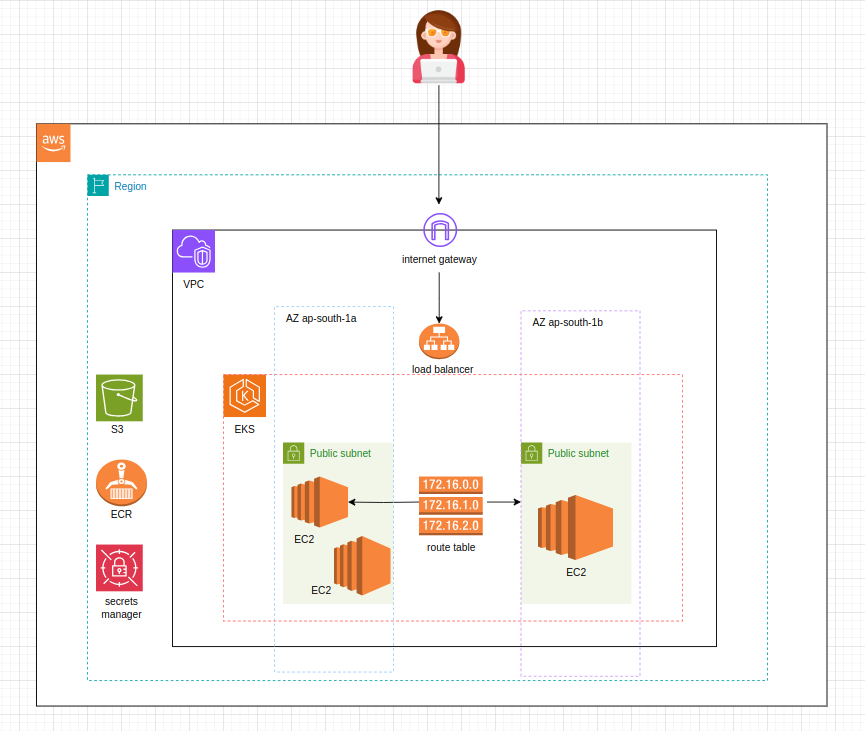 aws
Region
internet gateway
VPC
AZ ap-south-1a
AZ ap-south-1b
load balancer
S3
EKS
K
Public subnet
Public subnet
172.16.0.0
172.16.1.0
172.16.2.0
ECR
EC2
route table
EC2
EC2
secrets
manager